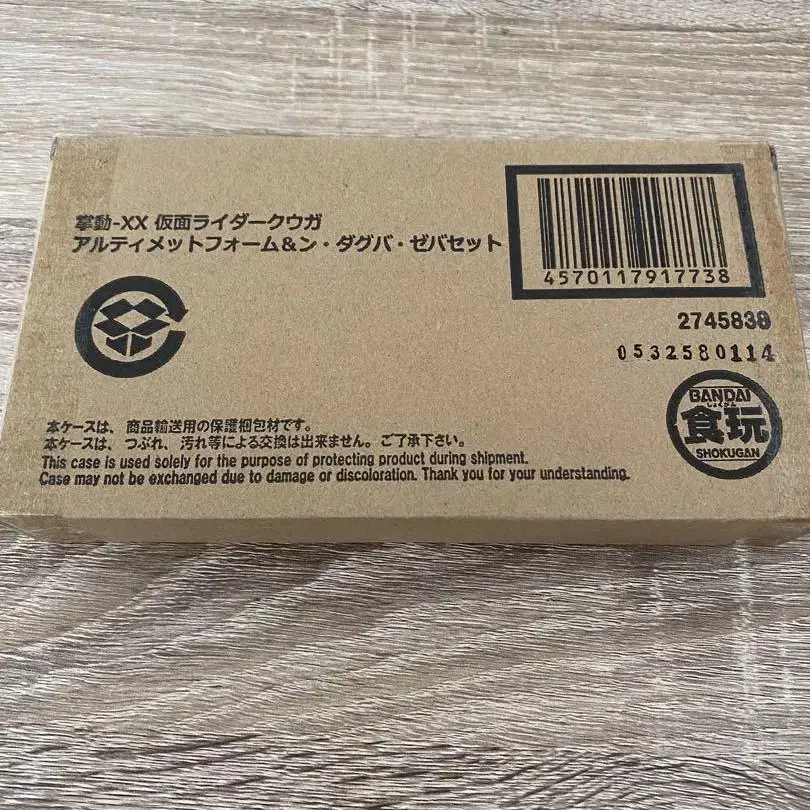 掌動-XX 仮面ライダークウガ
アルティメットフォーム＆ン・ダグバ・ゼバセット
4570117917738
2745838
0532580114
BANDAI
しょくがん
食玩
SHOKUGAN
本ケースは、商品輸送用の保護梱包材です。
本ケースは、つぶれ、汚れ等による交換は出来ません。ご了承下さい。
This case is used solely for the purpose of protecting product during shipment.
Case may not be exchanged due to damage or discoloration. Thank you for your understanding.